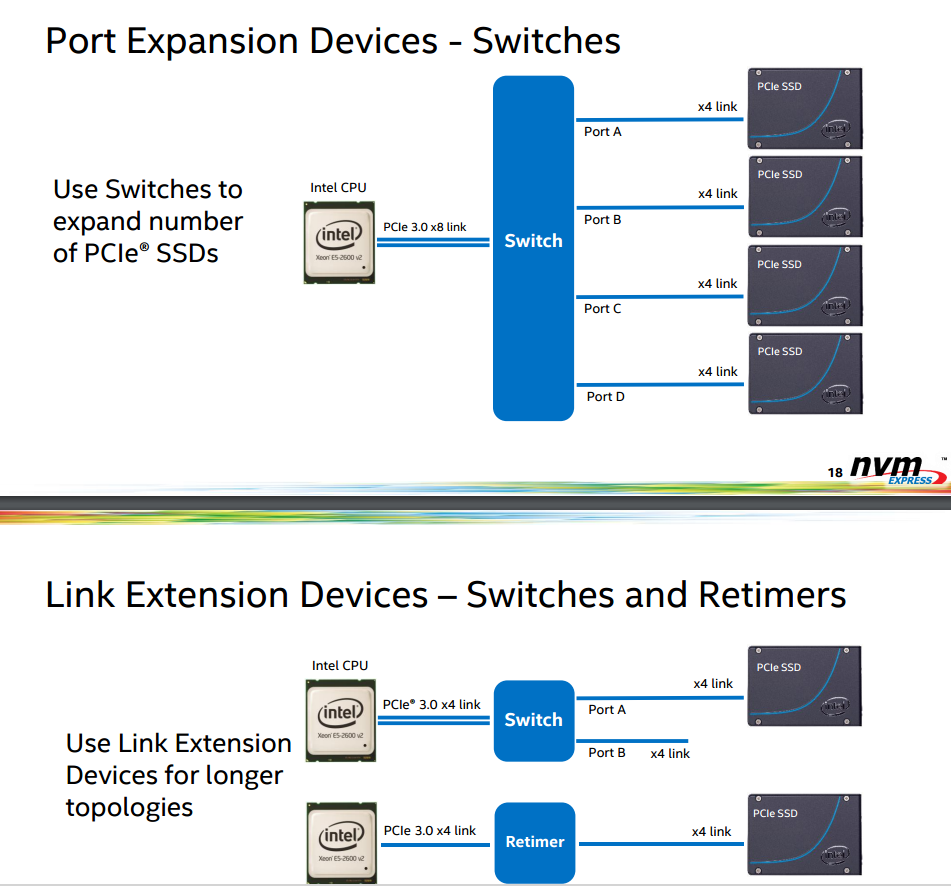 Port Expansion Devices - Switches
Use Switches to
expand number
of PCIe® SSDs
Intel CPU
intel
Xeon® E5-2600 v2
PCIe 3.0 x8 link
Switch
x4 link
Port A
PCIe SSD
intel
x4 link
Port B
PCIe SSD
intel
x4 link
Port C
PCIe SSD
intel
x4 link
Port D
PCIe SSD
intel
18
nvm™
EXPRESS
Link Extension Devices – Switches and Retimers
Use Link Extension
Devices for longer
topologies
Intel CPU
intel
Xeon® E5-2600 v2
PCIe® 3.0 x4 link
Switch
x4 link
Port A
Port B
x4 link
PCIe SSD
intel
intel
Xeon® E5-2600 v2
PCIe 3.0 x4 link
Retimer
x4 link
PCIe SSD
intel